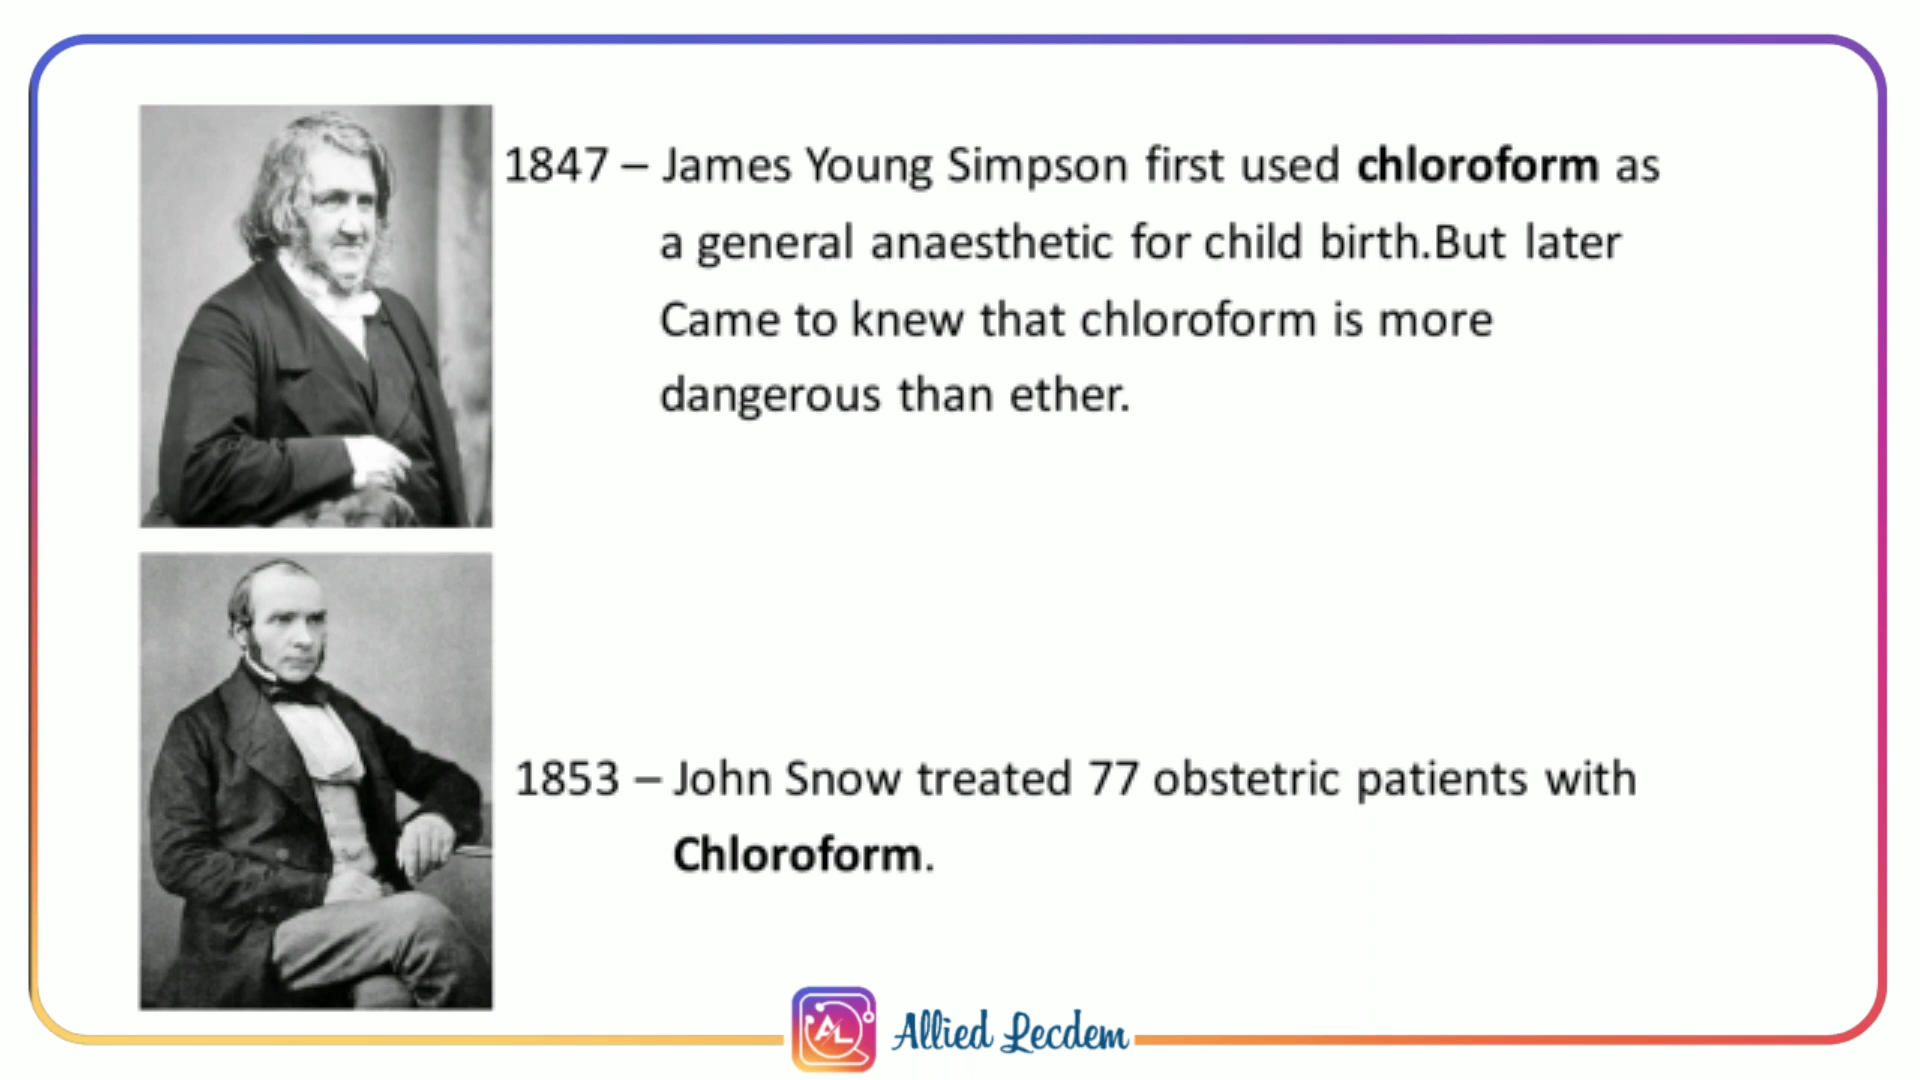 1847 – James Young Simpson first used chloroform as
a general anaesthetic for child birth.But later
Came to knew that chloroform is more
dangerous than ether.
1853 – John Snow treated 77 obstetric patients with
Chloroform.
AL Allied Lecdem